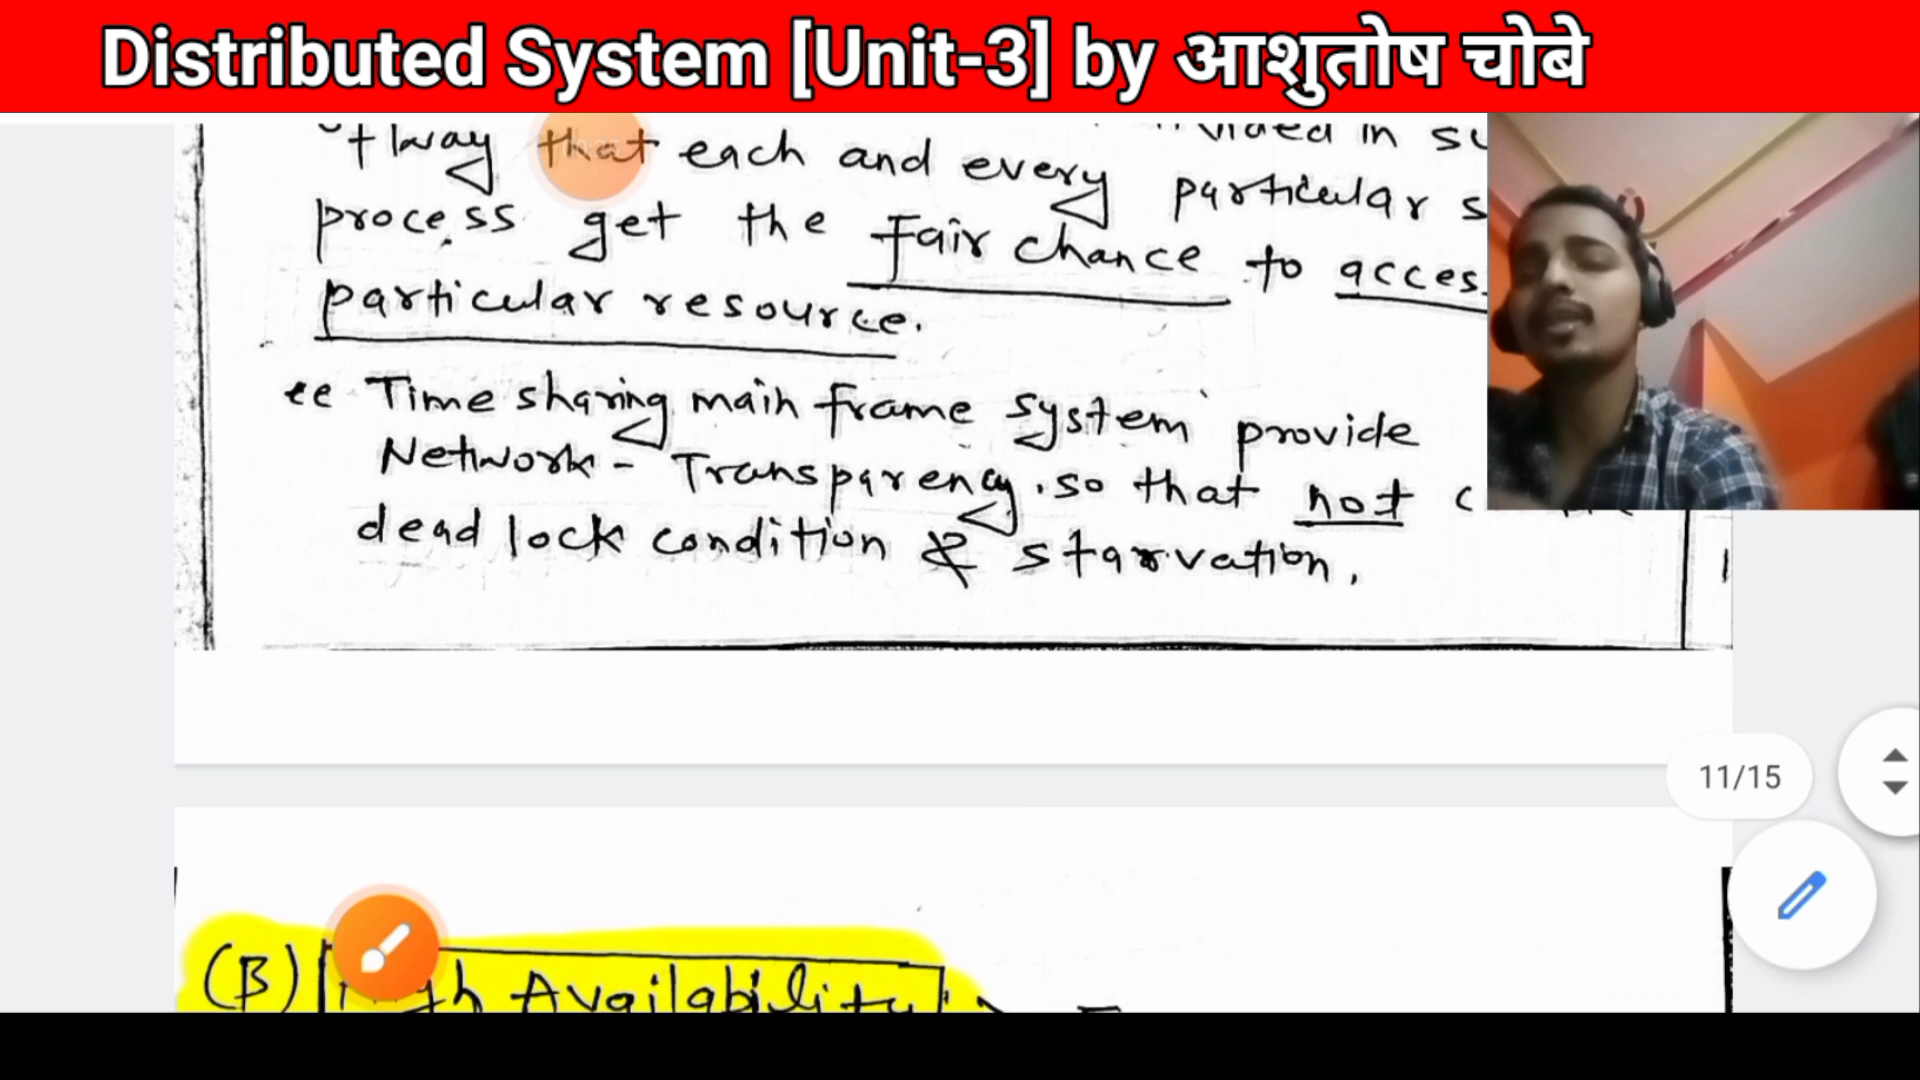 Distributed System [Unit-3] by आशुतोष चोबे
that each and every particular
process get the Fair chance to acces
particular resource.
Time sharing main frame system provide
Network - Transparency. so that not
dead lock condition & starvation.
11/15
(B) Availability